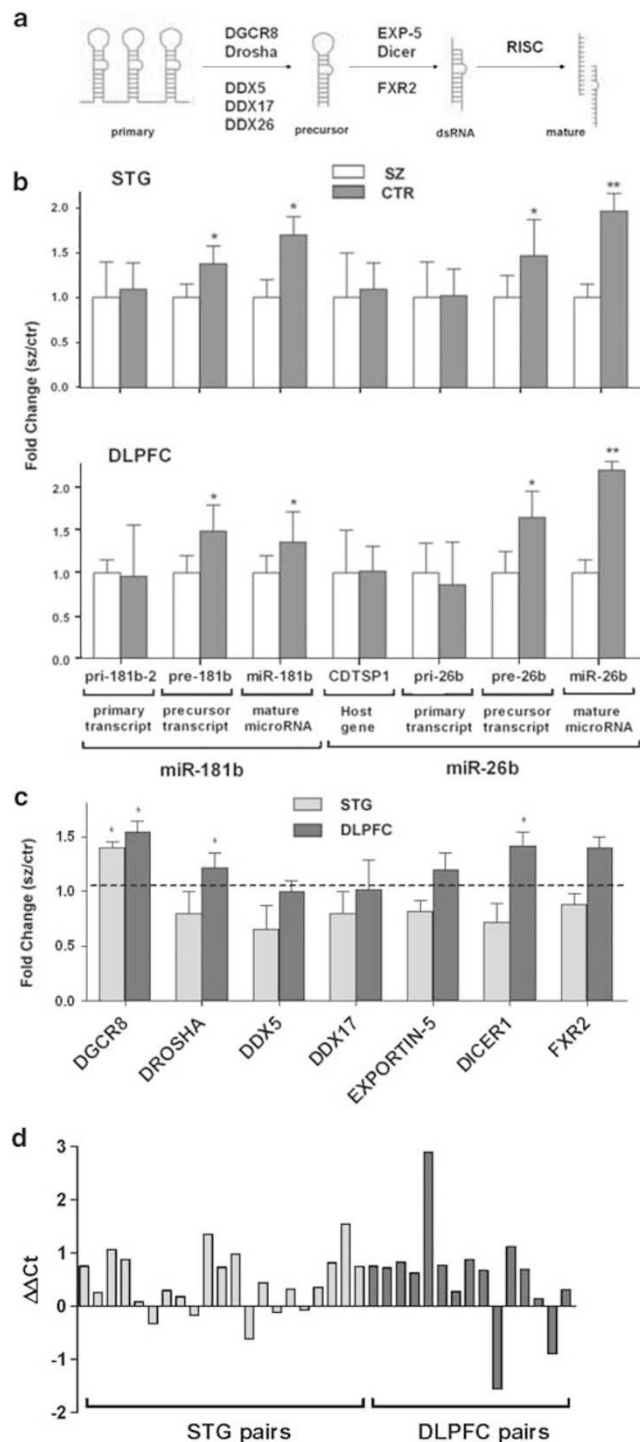 a
DGCR8
Drosha
DDX5
DDX17
DDX26
EXP-5
Dicer
FXR2
RISC
primary
precursor
dsRNA
mature
b
STG
SZ
CTR
2.0
1.5
1.0
0.5
0.0
* * * **
Fold Change (sz/ctr)
DLPFC
2.0
1.5
1.0
0.5
0.0
* * * **
pri-181b-2 pre-181b miR-181b CDTSP1 pri-26b pre-26b miR-26b
primary transcript
precursor transcript
mature microRNA
Host gene
primary transcript
precursor transcript
mature microRNA
miR-181b miR-26b
c
STG
DLPFC
1.5
1.0
0.5
0.0
Fold Change (sz/ctr)
* * * *
DGCR8 DROSHA DDX5 DDX17 EXPORTIN-5 DICER1 FXR2
d
3
2
1
0
-1
-2
ΔΔCt
STG pairs DLPFC pairs